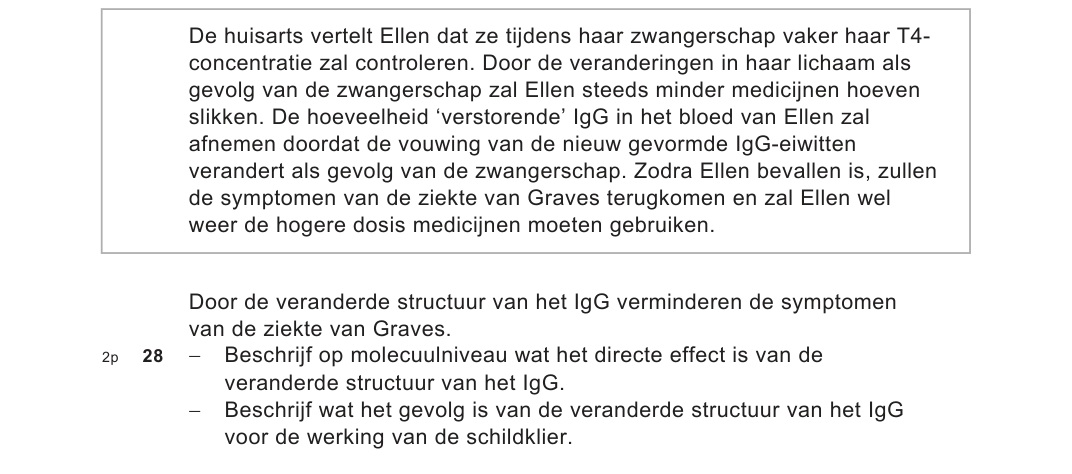 De huisarts vertelt Ellen dat ze tijdens haar zwangerschap vaker haar T4-
concentratie zal controleren. Door de veranderingen in haar lichaam als
gevolg van de zwangerschap zal Ellen steeds minder medicijnen hoeven
slikken. De hoeveelheid ‘verstorende’ IgG in het bloed van Ellen zal
afnemen doordat de vouwing van de nieuw gevormde IgG-eiwitten
verandert als gevolg van de zwangerschap. Zodra Ellen bevallen is, zullen
de symptomen van de ziekte van Graves terugkomen en zal Ellen wel
weer de hogere dosis medicijnen moeten gebruiken.
Door de veranderde structuur van het IgG verminderen de symptomen
van de ziekte van Graves.
2p 28 – Beschrijf op molecuulniveau wat het directe effect is van de
veranderde structuur van het IgG.
– Beschrijf wat het gevolg is van de veranderde structuur van het IgG
voor de werking van de schildklier.